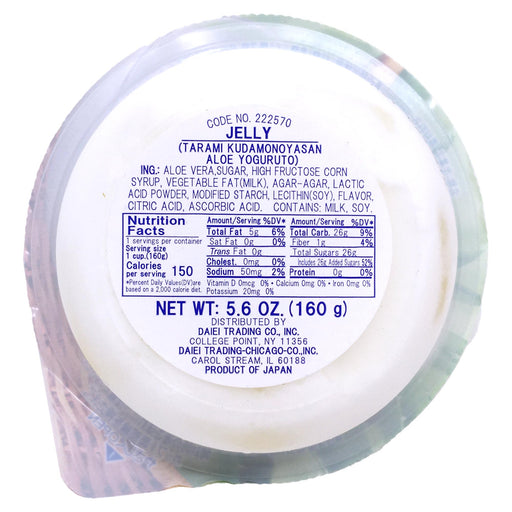 CODE NO. 222570
JELLY
(TARAMI KUDAMONOYASAN
ALOE YOGURUTO)
ING.: ALOE VERA,SUGAR, HIGH FRUCTOSE CORN
SYRUP, VEGETABLE FAT(MILK), AGAR-AGAR, LACTIC
ACID POWDER, MODIFIED STARCH, LECITHIN(SOY), FLAVOR,
CITRIC ACID, ASCORBIC ACID. CONTAINS: MILK, SOY.
Nutrition
Facts
1 servings per container
Serving size
1 cup.(160g)
Calories
per serving 150
*Percent Daily Values(DV)are
based on a 2,000 calorie diet.
Amount/Serving %DV*
Total Fat 5g 6%
Sat Fat 0g 0%
Trans Fat 0g
Cholest. 0mg 0%
Sodium 50mg 2%
Amount/Serving %DV*
Total Carb. 26g 9%
Fiber 1g 4%
Total Sugars 26g
Includes 26g Added Sugars 52%
Protein 0g 0%
Vitamin D 0mcg 0% • Calcium 0mg 0% • Iron 0mg 0%
Potassium 20mg 0%
NET WT: 5.6 OZ. (160 g)
DISTRIBUTED BY
DAIEI TRADING CO., INC.
COLLEGE POINT, NY 11356
DAIEI TRADING-CHICAGO-CO.,INC.
CAROL STREAM, IL 60188
PRODUCT OF JAPAN